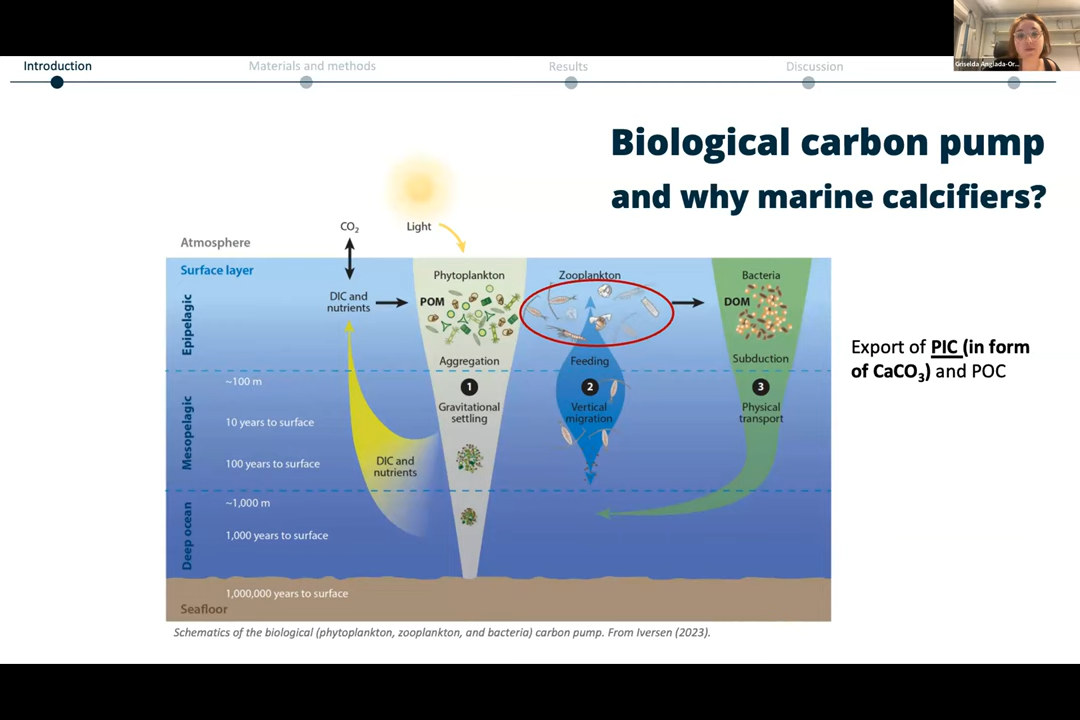 Griselda Anglada-Or...
Introduction
Materials and methods
Results
Discussion
Biological carbon pump
and why marine calcifiers?
CO₂
Light
Atmosphere
Surface layer
Phytoplankton
Zooplankton
Bacteria
DIC and
nutrients
POM
DOM
Epipelagic
Aggregation
Feeding
Subduction
~100 m
1
2
3
Gravitational
settling
Vertical
migration
Physical
transport
Mesopelagic
10 years to surface
100 years to surface
DIC and
nutrients
~1,000 m
Deep ocean
1,000 years to surface
1,000,000 years to surface
Seafloor
Export of PIC (in form
of CaCO₃) and POC
Schematics of the biological (phytoplankton, zooplankton, and bacteria) carbon pump. From Iversen (2023).